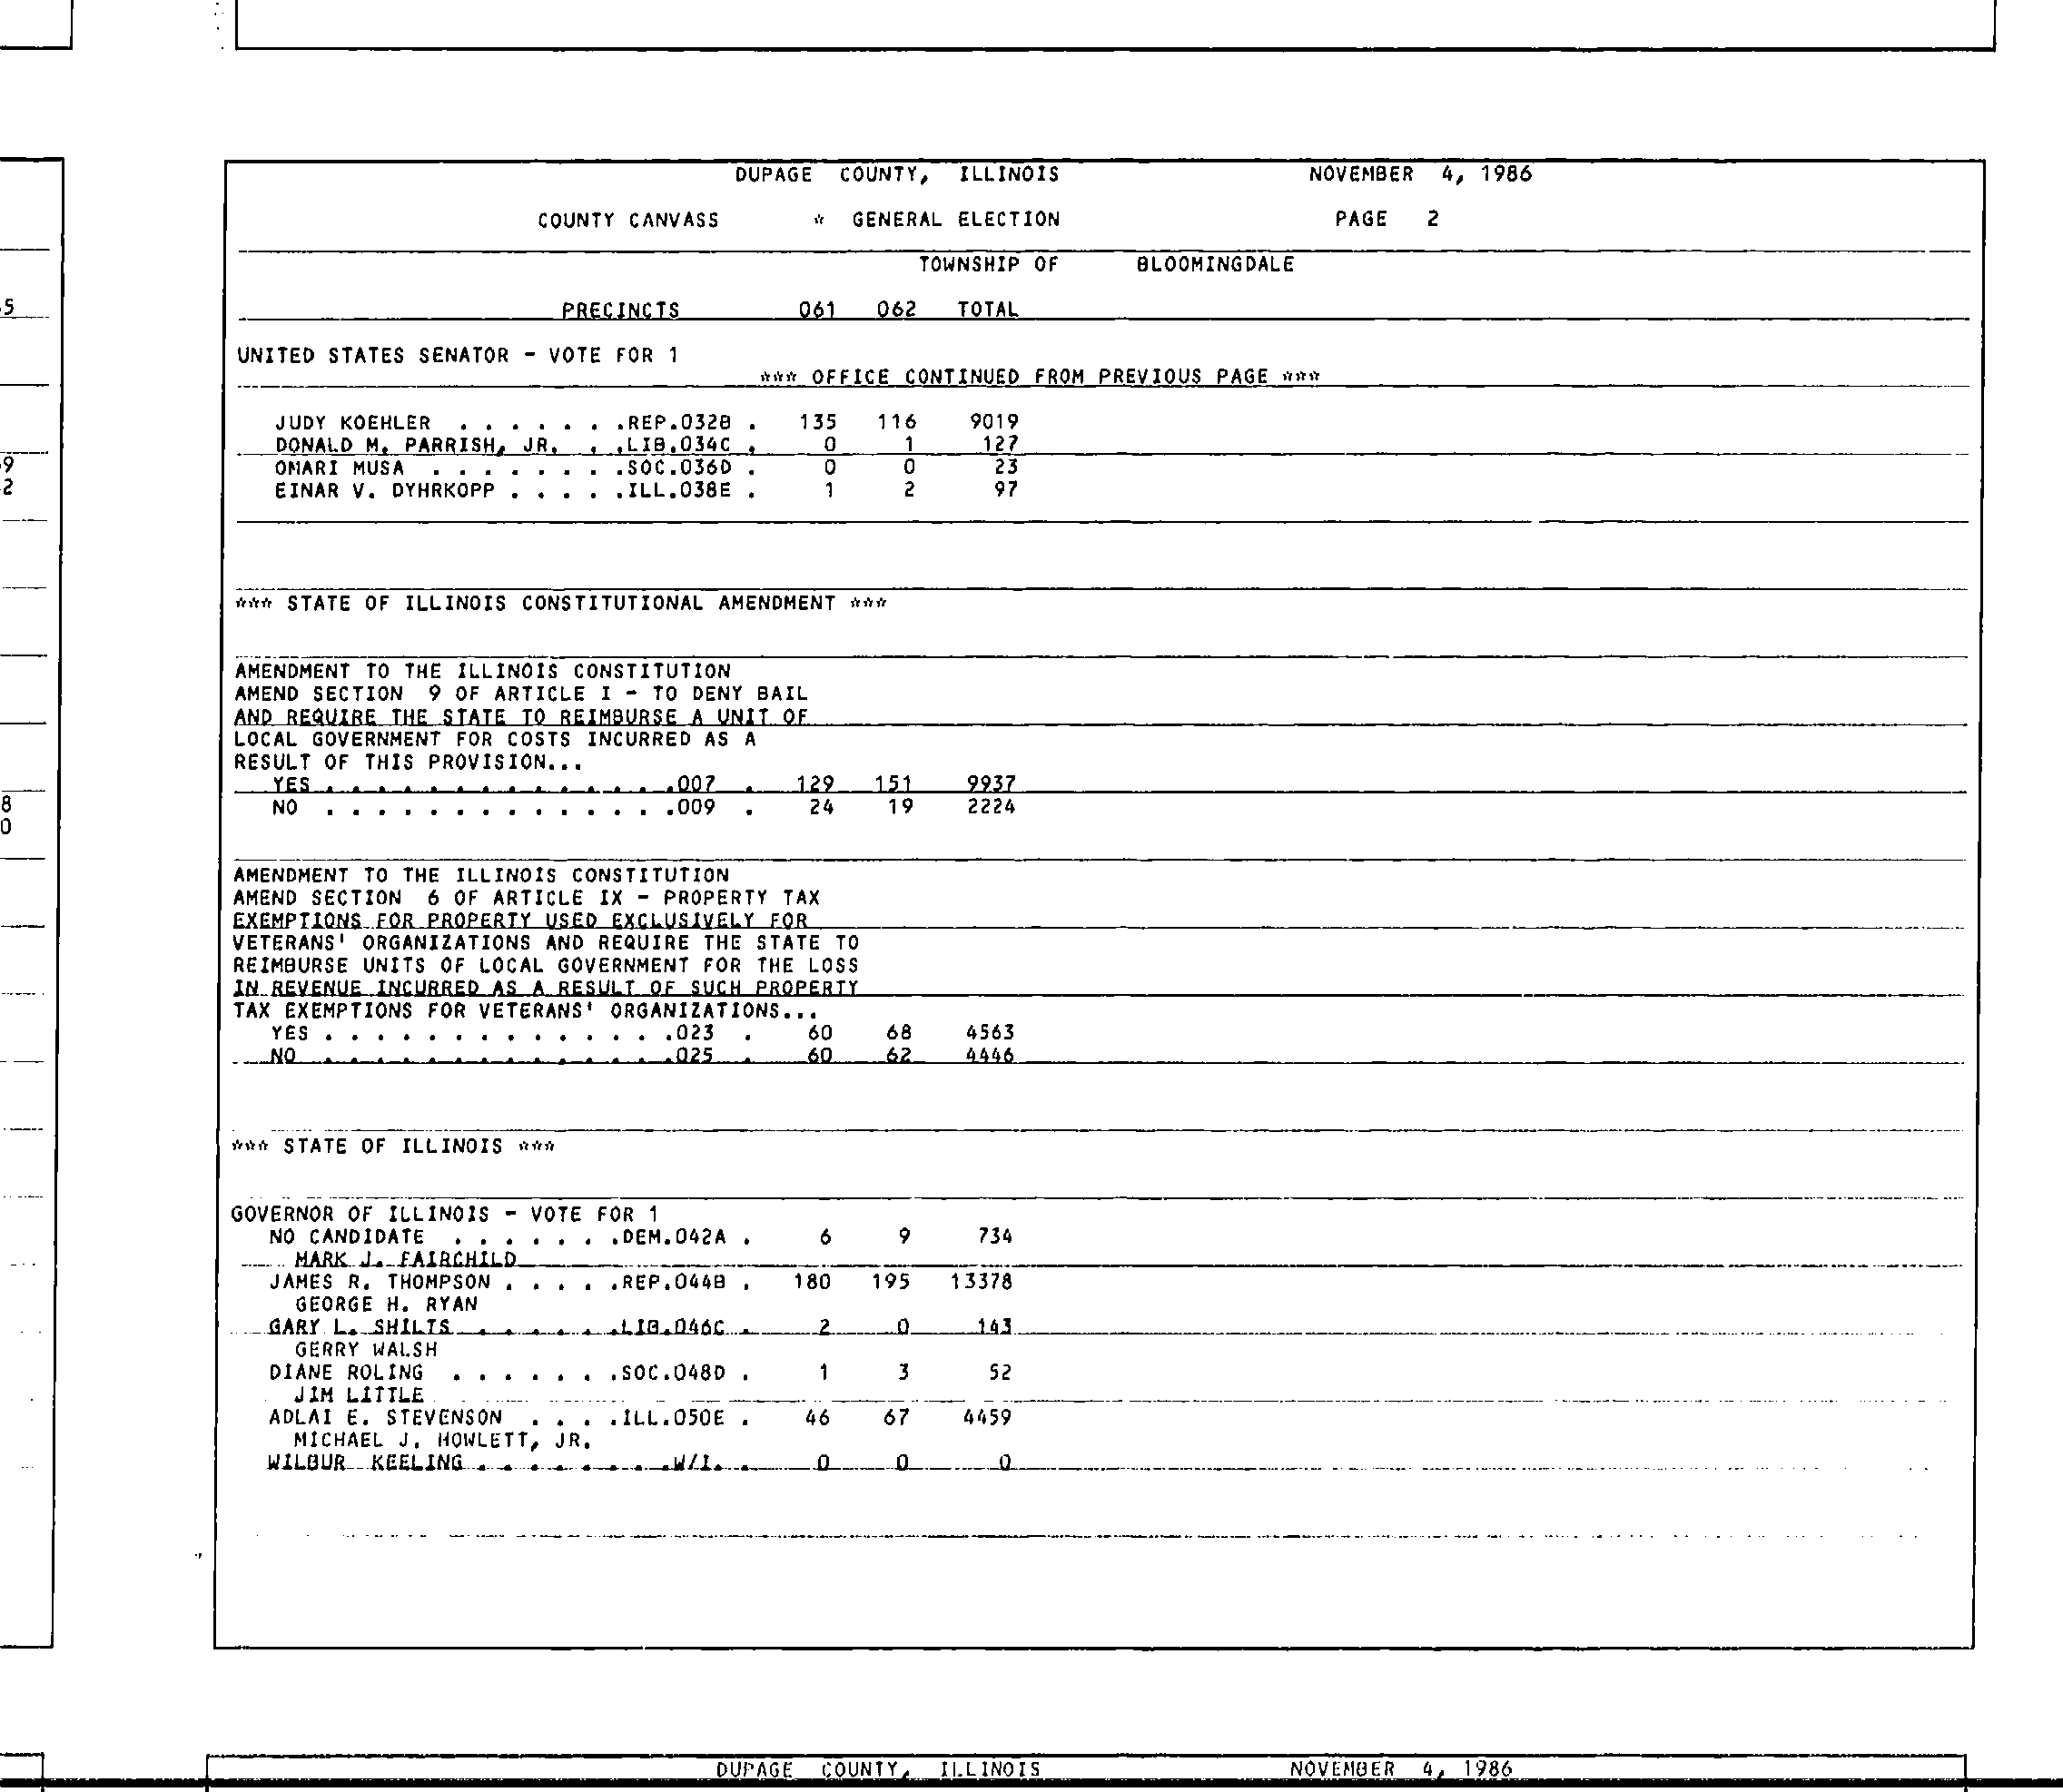 DUPAGE COUNTY, ILLINOIS NOVEMBER 4, 1986
COUNTY CANVASS * GENERAL ELECTION PAGE 2
TOWNSHIP OF BLOOMINGDALE
5 PRECINCTS 061 062 TOTAL
UNITED STATES SENATOR - VOTE FOR 1
*** OFFICE CONTINUED FROM PREVIOUS PAGE ***
JUDY KOEHLER . . . . . . .REP.032B . 135 116 9019
DONALD M. PARRISH, JR. . .LIB.034C . 0 1 127
9 OMARI MUSA . . . . . . . .SOC.036D . 0 0 23
2 EINAR V. DYHRKOPP . . . . .ILL.038E . 1 2 97
*** STATE OF ILLINOIS CONSTITUTIONAL AMENDMENT ***
AMENDMENT TO THE ILLINOIS CONSTITUTION
AMEND SECTION 9 OF ARTICLE I - TO DENY BAIL
AND REQUIRE THE STATE TO REIMBURSE A UNIT OF
LOCAL GOVERNMENT FOR COSTS INCURRED AS A
RESULT OF THIS PROVISION...
YES . . . . . . . . . . . . . .007 . 129 151 9937
8 NO . . . . . . . . . . . . . .009 . 24 19 2224
0
AMENDMENT TO THE ILLINOIS CONSTITUTION
AMEND SECTION 6 OF ARTICLE IX - PROPERTY TAX
EXEMPTIONS FOR PROPERTY USED EXCLUSIVELY FOR
VETERANS' ORGANIZATIONS AND REQUIRE THE STATE TO
REIMBURSE UNITS OF LOCAL GOVERNMENT FOR THE LOSS
IN REVENUE INCURRED AS A RESULT OF SUCH PROPERTY
TAX EXEMPTIONS FOR VETERANS' ORGANIZATIONS...
YES . . . . . . . . . . . . . .023 . 60 68 4563
NO . . . . . . . . . . . . . .025 . 60 62 4446
*** STATE OF ILLINOIS ***
GOVERNOR OF ILLINOIS - VOTE FOR 1
NO CANDIDATE . . . . . . .DEM.042A . 6 9 734
MARK J. FAIRCHILD
JAMES R. THOMPSON . . . . .REP.044B . 180 195 13378
GEORGE H. RYAN
GARY L. SHILTS . . . . . .LIB.046C . 2 0 143
GERRY WALSH
DIANE ROLING . . . . . . .SOC.048D . 1 3 52
JIM LITTLE
ADLAI E. STEVENSON . . . .ILL.050E . 46 67 4459
MICHAEL J. HOWLETT, JR.
WILBUR KEELING . . . . . . . .W/I. . 0 0 0
DUPAGE COUNTY, ILLINOIS NOVEMBER 4, 1986